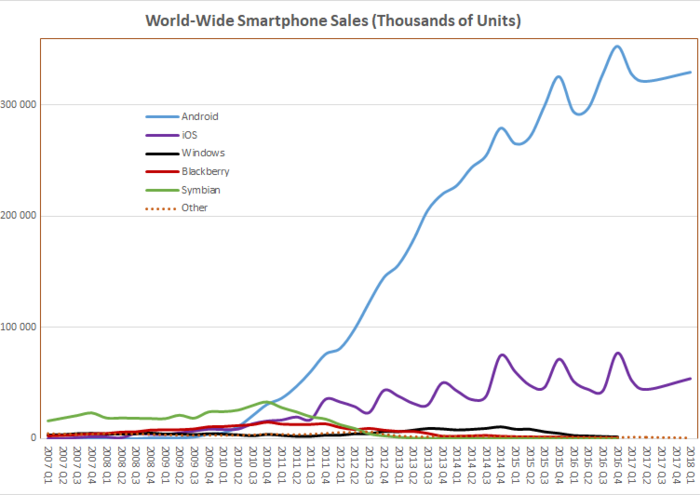 World-Wide Smartphone Sales (Thousands of Units)
300 000
200 000
100 000
0
Android
iOS
Windows
Blackberry
Symbian
Other
2007 Q1
2007 Q2
2007 Q3
2007 Q4
2008 Q1
2008 Q2
2008 Q3
2008 Q4
2009 Q1
2009 Q2
2009 Q3
2009 Q4
2010 Q1
2010 Q2
2010 Q3
2010 Q4
2011 Q1
2011 Q2
2011 Q3
2011 Q4
2012 Q1
2012 Q2
2012 Q3
2012 Q4
2013 Q1
2013 Q2
2013 Q3
2013 Q4
2014 Q1
2014 Q2
2014 Q3
2014 Q4
2015 Q1
2015 Q2
2015 Q3
2015 Q4
2016 Q1
2016 Q2
2016 Q3
2016 Q4
2017 Q1
2017 Q2
2017 Q3
2017 Q4
2018 Q1